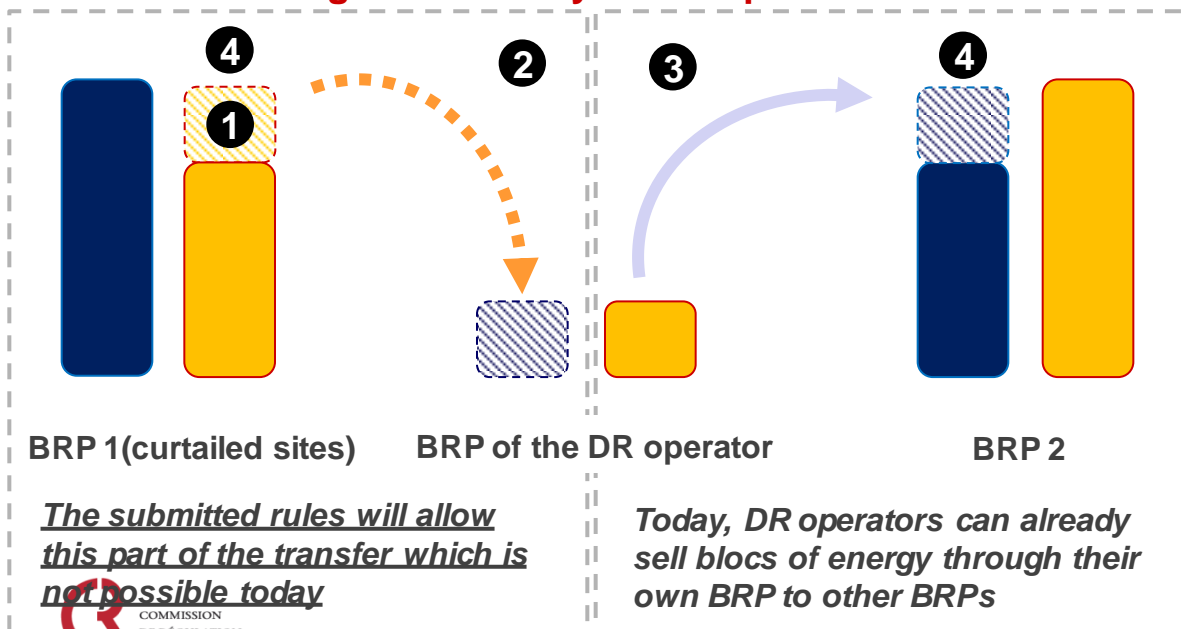 4
2
3
4
1
BRP 1(curtailed sites)
BRP of the DR operator
BRP 2
The submitted rules will allow
this part of the transfer which is
not possible today
Today, DR operators can already
sell blocs of energy through their
own BRP to other BRPs
COMMISSION